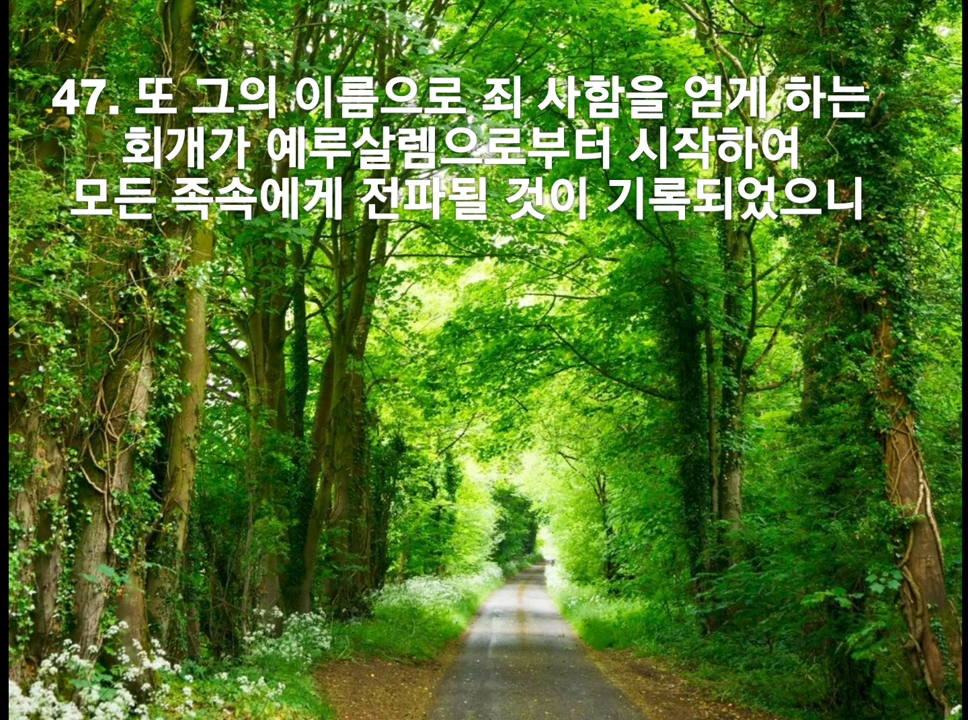 47. 또 그의 이름으로 죄 사함을 얻게 하는
회개가 예루살렘으로부터 시작하여
모든 족속에게 전파될 것이 기록되었으니